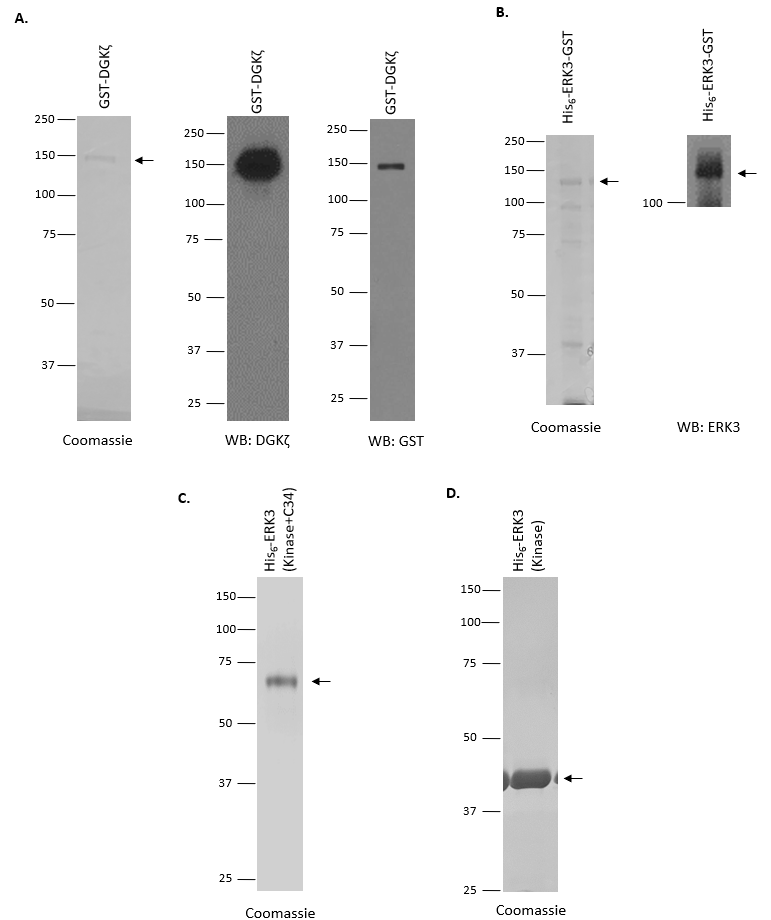 A.
GST-DGKζ
250
150
100
75
50
37
Coomassie
GST-DGKζ
250
150
100
75
50
37
25
WB: DGKζ
GST-DGKζ
250
150
100
75
50
37
25
WB: GST
B.
His6-ERK3-GST
250
150
100
75
50
37
Coomassie
His6-ERK3-GST
100
WB: ERK3
C.
His6-ERK3
(Kinase+C34)
150
100
75
50
37
25
Coomassie
D.
His6-ERK3
(Kinase)
150
100
75
50
37
25
Coomassie